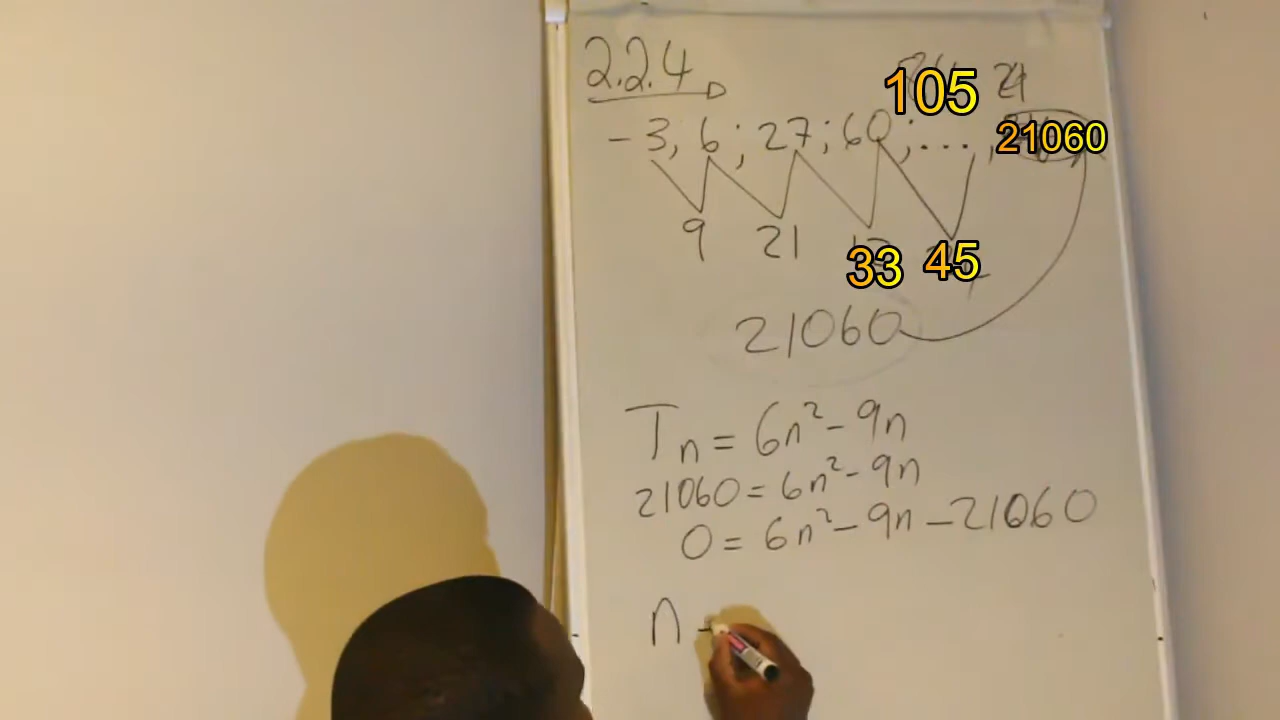 2.2.4
105 21
-3, 6; 27; 60; ..., 21060
9 21 33 45
21060
Tn = 6n² - 9n
21060 = 6n² - 9n
0 = 6n² - 9n - 21060
n -